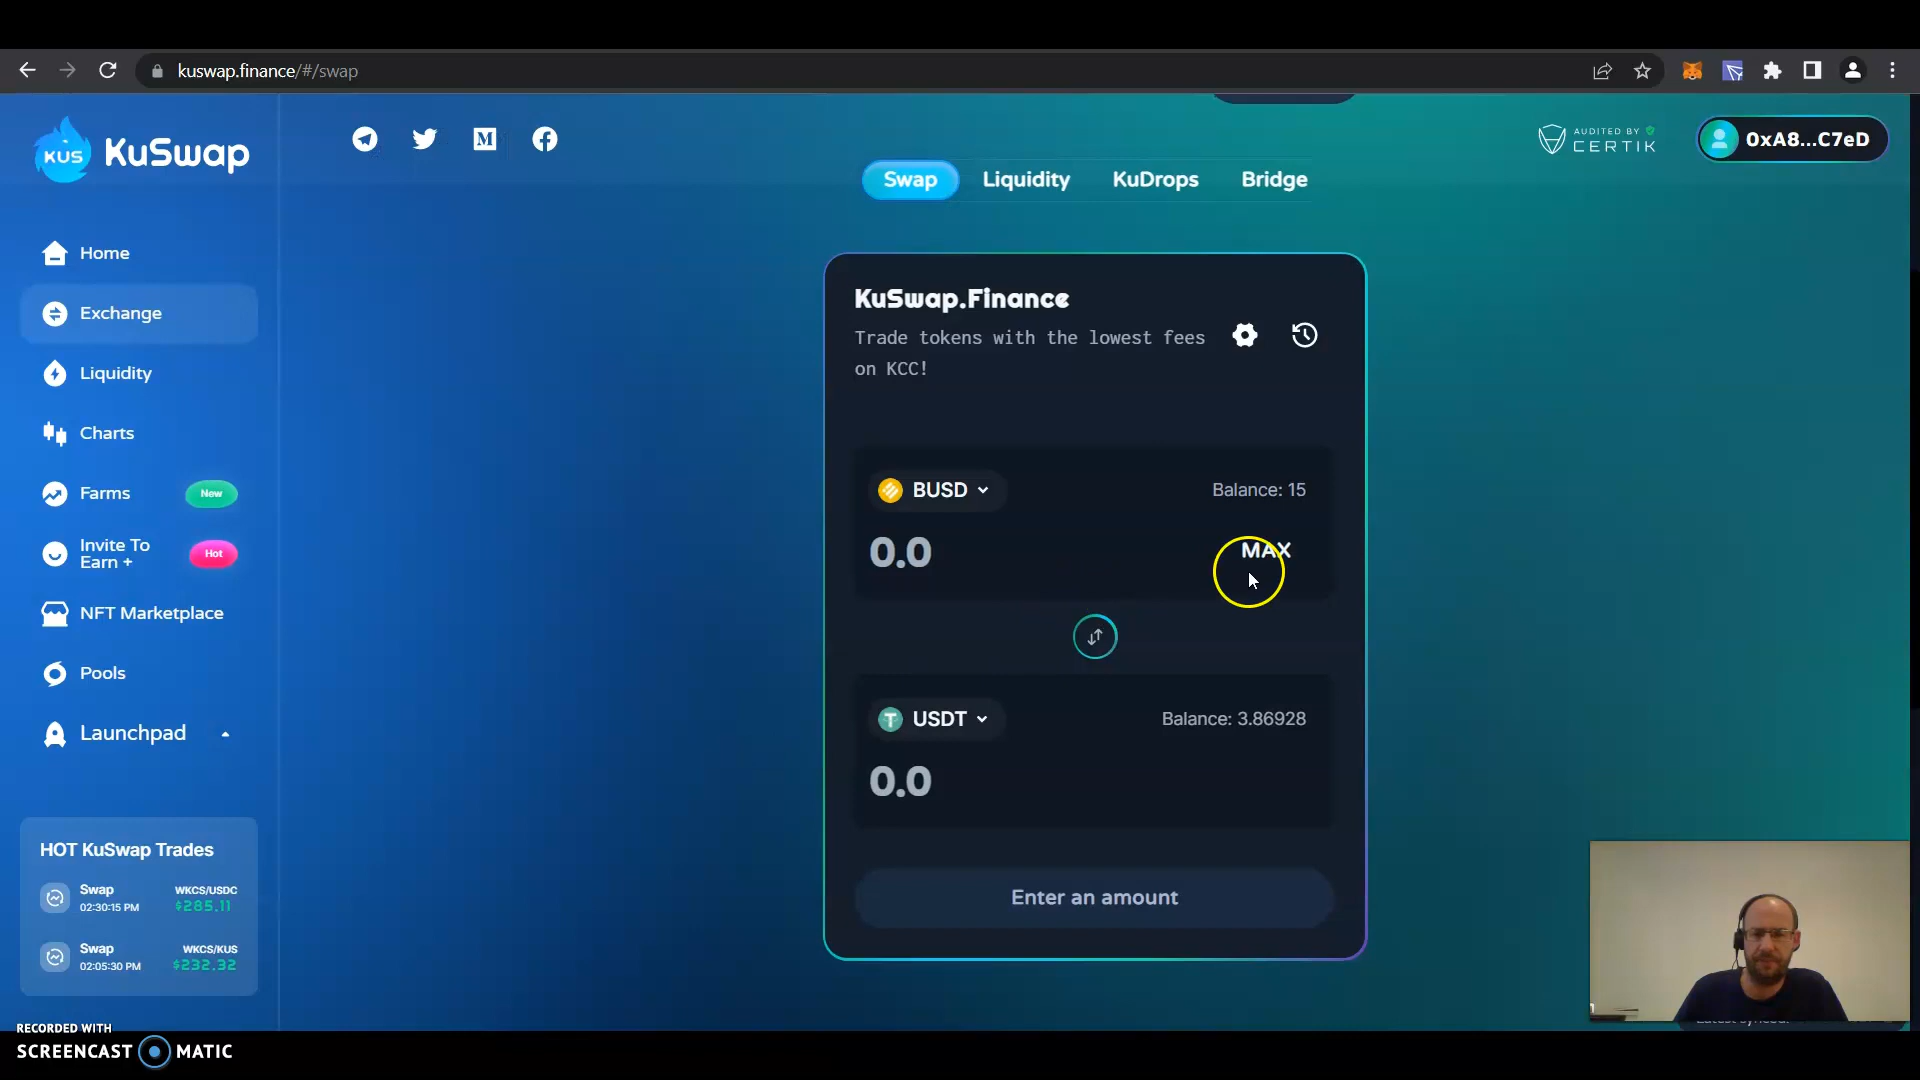 kuswap.finance/#/swap
KUS
KuSwap
M
AUDITED BY
CERTIK
0xA8...C7eD
Swap
Liquidity
KuDrops
Bridge
Home
Exchange
Liquidity
Charts
Farms
New
Invite To
Earn +
Hot
NFT Marketplace
Pools
Launchpad
KuSwap.Finance
Trade tokens with the lowest fees
on KCC!
BUSD
Balance: 15
0.0
MAX
USDT
Balance: 3.86928
0.0
Enter an amount
HOT KuSwap Trades
Swap
WKCS/USDC
02:30:15 PM
$285.11
Swap
WKCS/KUS
02:05:30 PM
$232.32
RECORDED WITH
SCREENCAST MATIC